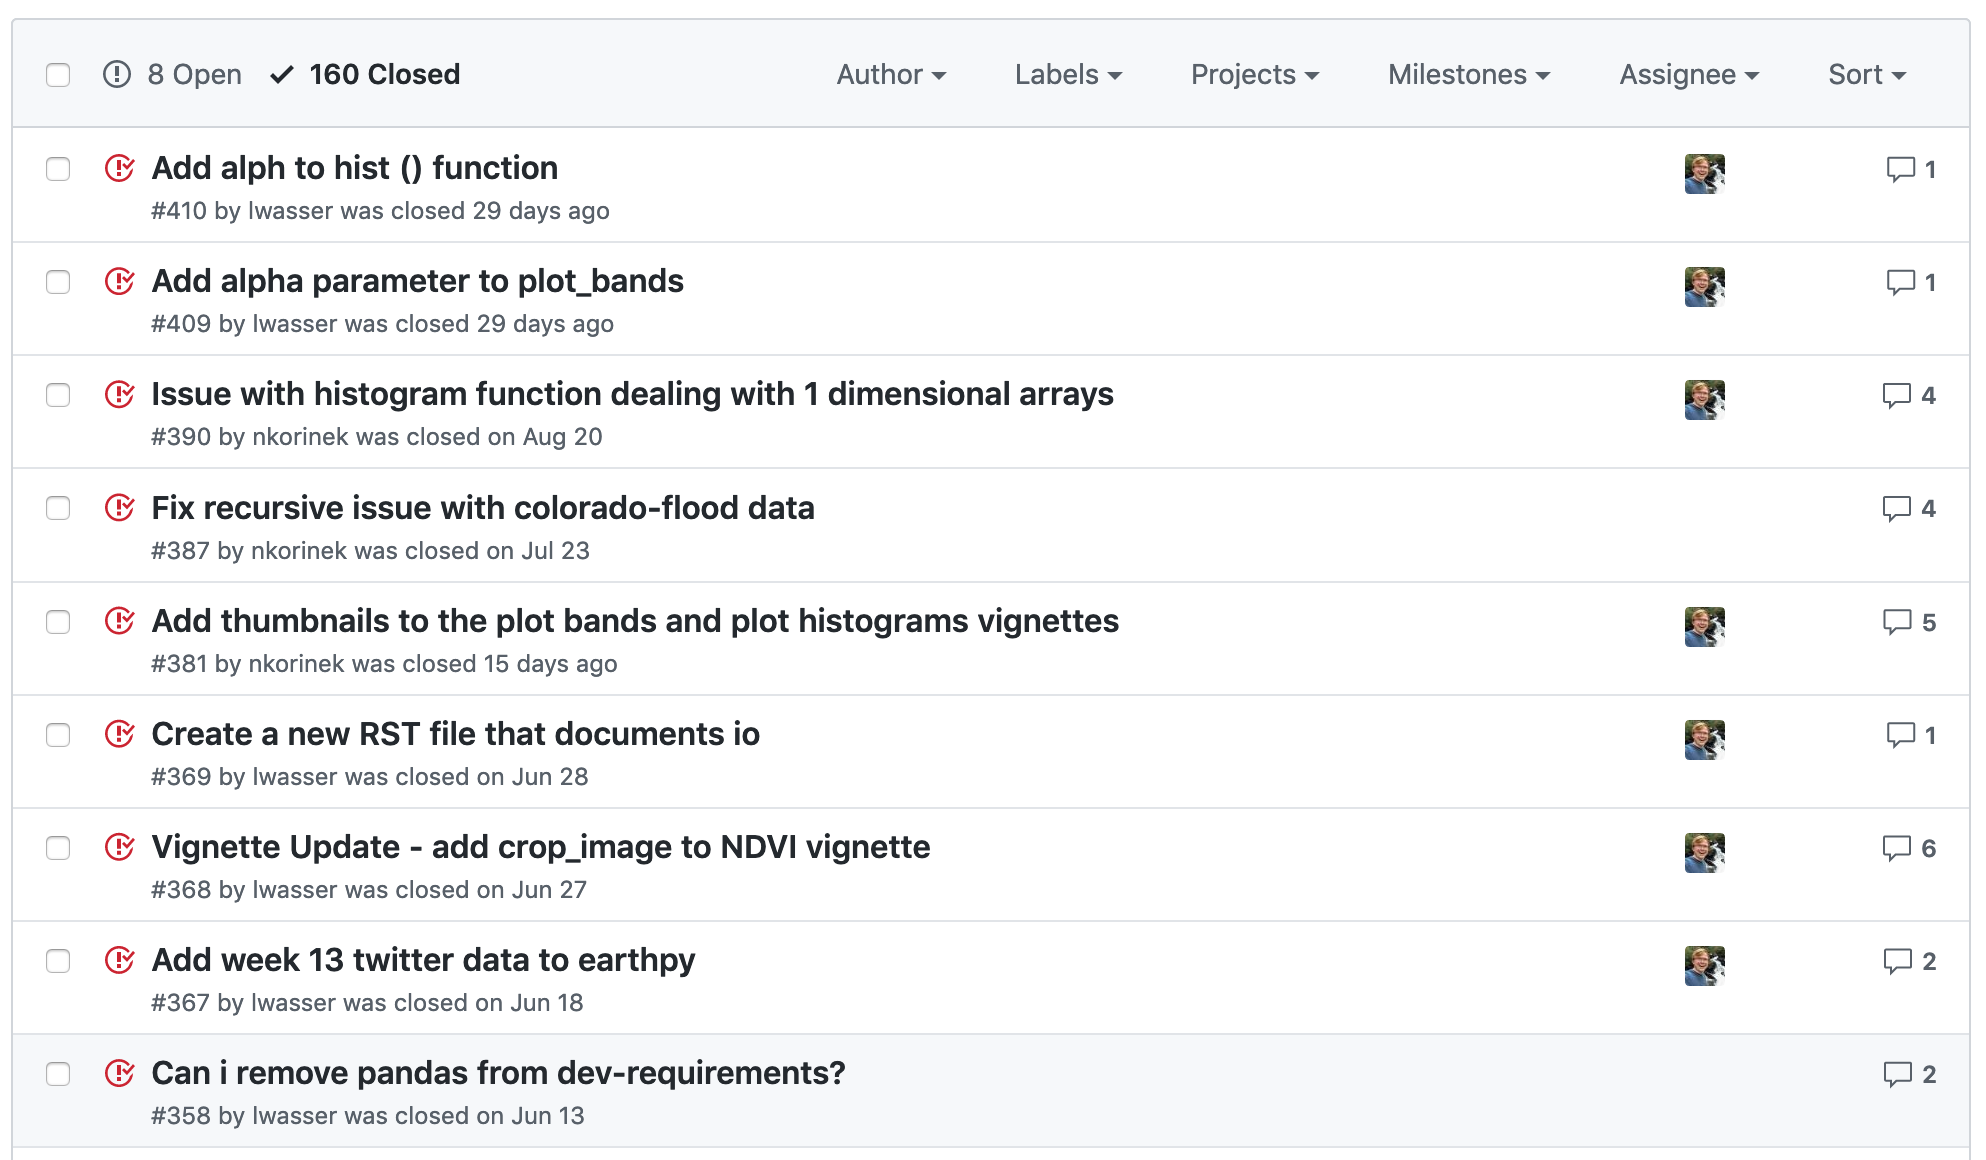 8 Open 160 Closed Author Labels Projects Milestones Assignee Sort
Add alph to hist () function 1
#410 by lwasser was closed 29 days ago
Add alpha parameter to plot_bands 1
#409 by lwasser was closed 29 days ago
Issue with histogram function dealing with 1 dimensional arrays 4
#390 by nkorinek was closed on Aug 20
Fix recursive issue with colorado-flood data 4
#387 by nkorinek was closed on Jul 23
Add thumbnails to the plot bands and plot histograms vignettes 5
#381 by nkorinek was closed 15 days ago
Create a new RST file that documents io 1
#369 by lwasser was closed on Jun 28
Vignette Update - add crop_image to NDVI vignette 6
#368 by lwasser was closed on Jun 27
Add week 13 twitter data to earthpy 2
#367 by lwasser was closed on Jun 18
Can i remove pandas from dev-requirements? 2
#358 by lwasser was closed on Jun 13